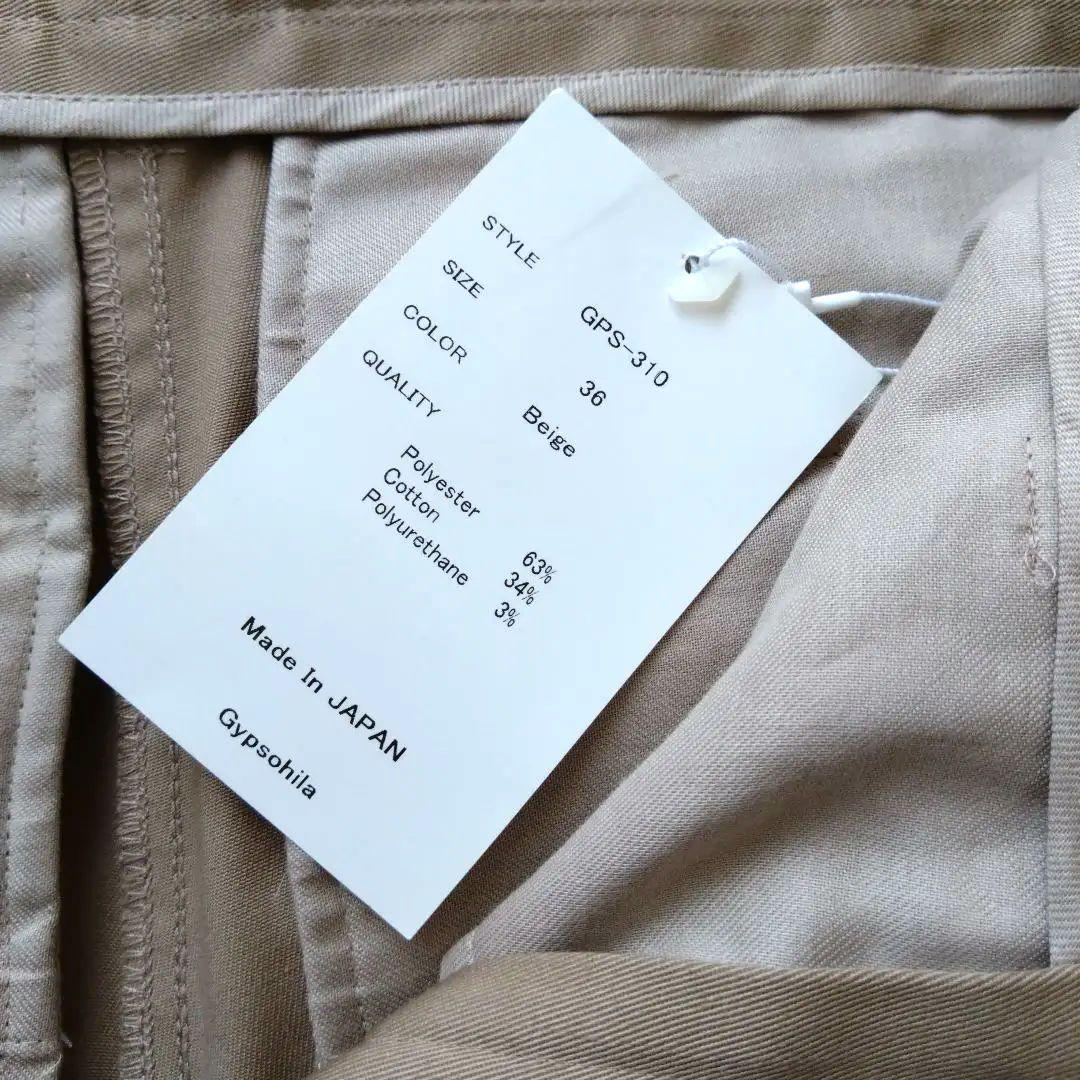 STYLE GPS-310
SIZE 36
COLOR Beige
QUALITY
Polyester 63%
Cotton 34%
Polyurethane 3%
Made In JAPAN
Gypsohila